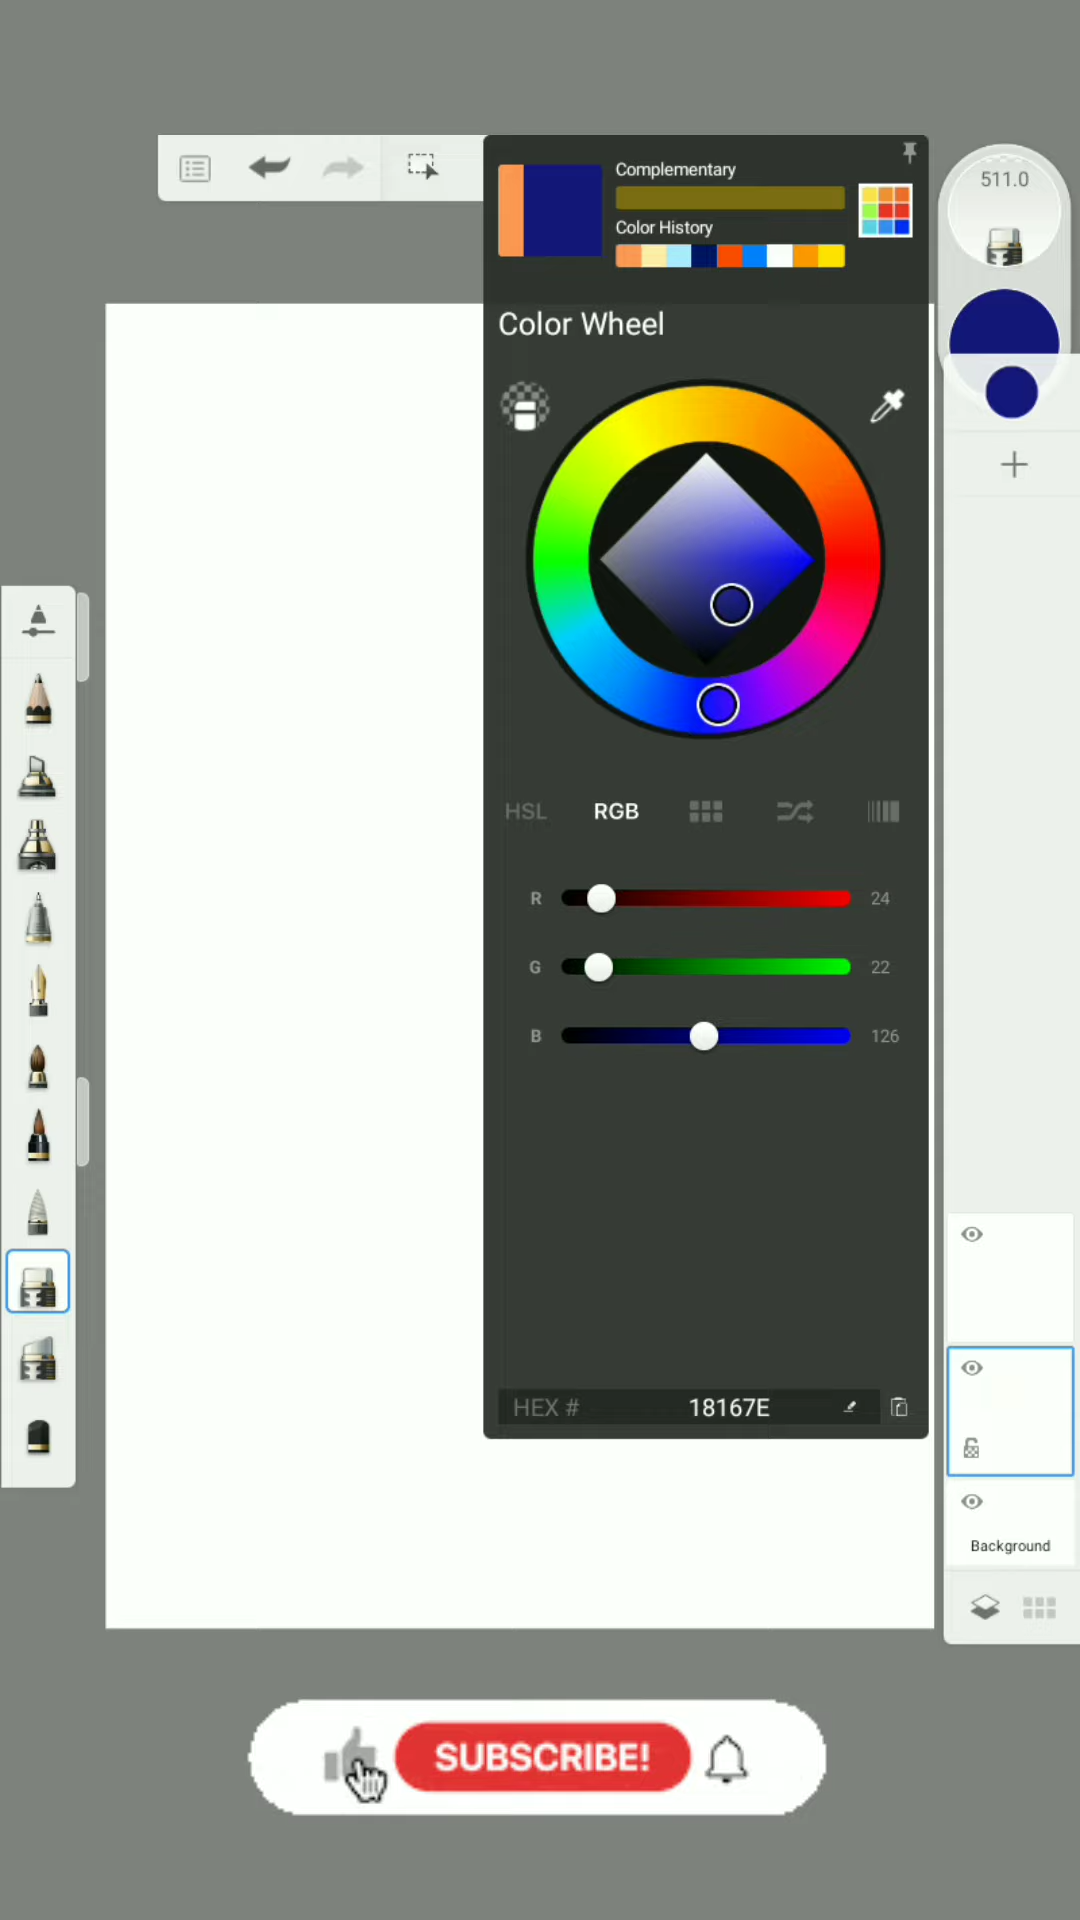 Complementary
511.0
Color History
Color Wheel
HSL RGB
R 24
G 22
B 126
HEX # 18167E
Background
SUBSCRIBE!